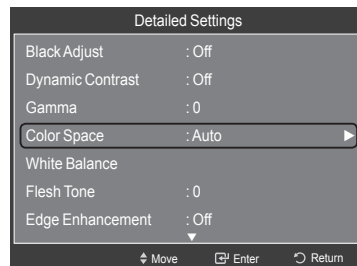 Detailed Settings
Black Adjust : Off
Dynamic Contrast : Off
Gamma : 0
Color Space : Auto
White Balance
Flesh Tone : 0
Edge Enhancement : Off
Move Enter Return